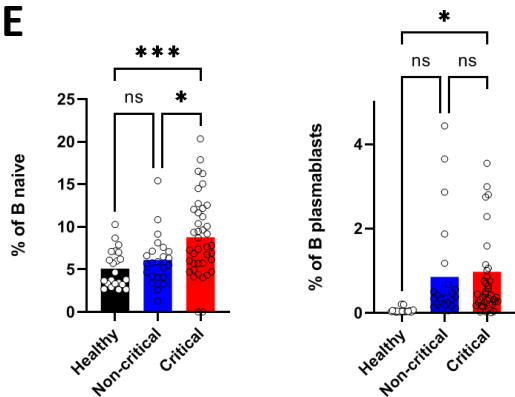 E
***
ns
*
25
20
15
10
5
0
% of B naive
Healthy
Non-critical
Critical
*
ns
ns
4
2
0
% of B plasmablasts
Healthy
Non-critical
Critical